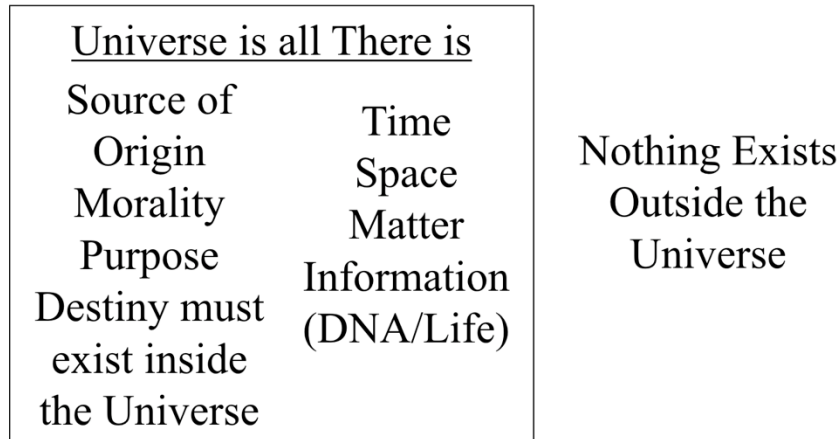 Universe is all There is
Source of
Origin
Morality
Purpose
Destiny must
exist inside
the Universe
Time
Space
Matter
Information
(DNA/Life)
Nothing Exists
Outside the
Universe